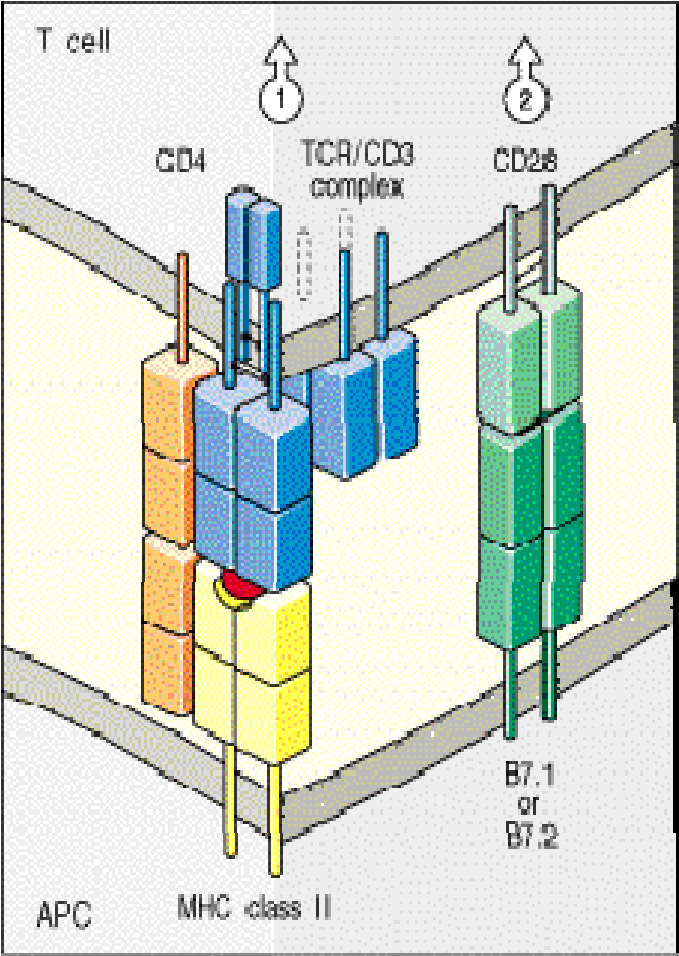 T cell
1
2
CD4
TCR/CD3
complex
CD28
B7.1
or
B7.2
MHC class II
APC